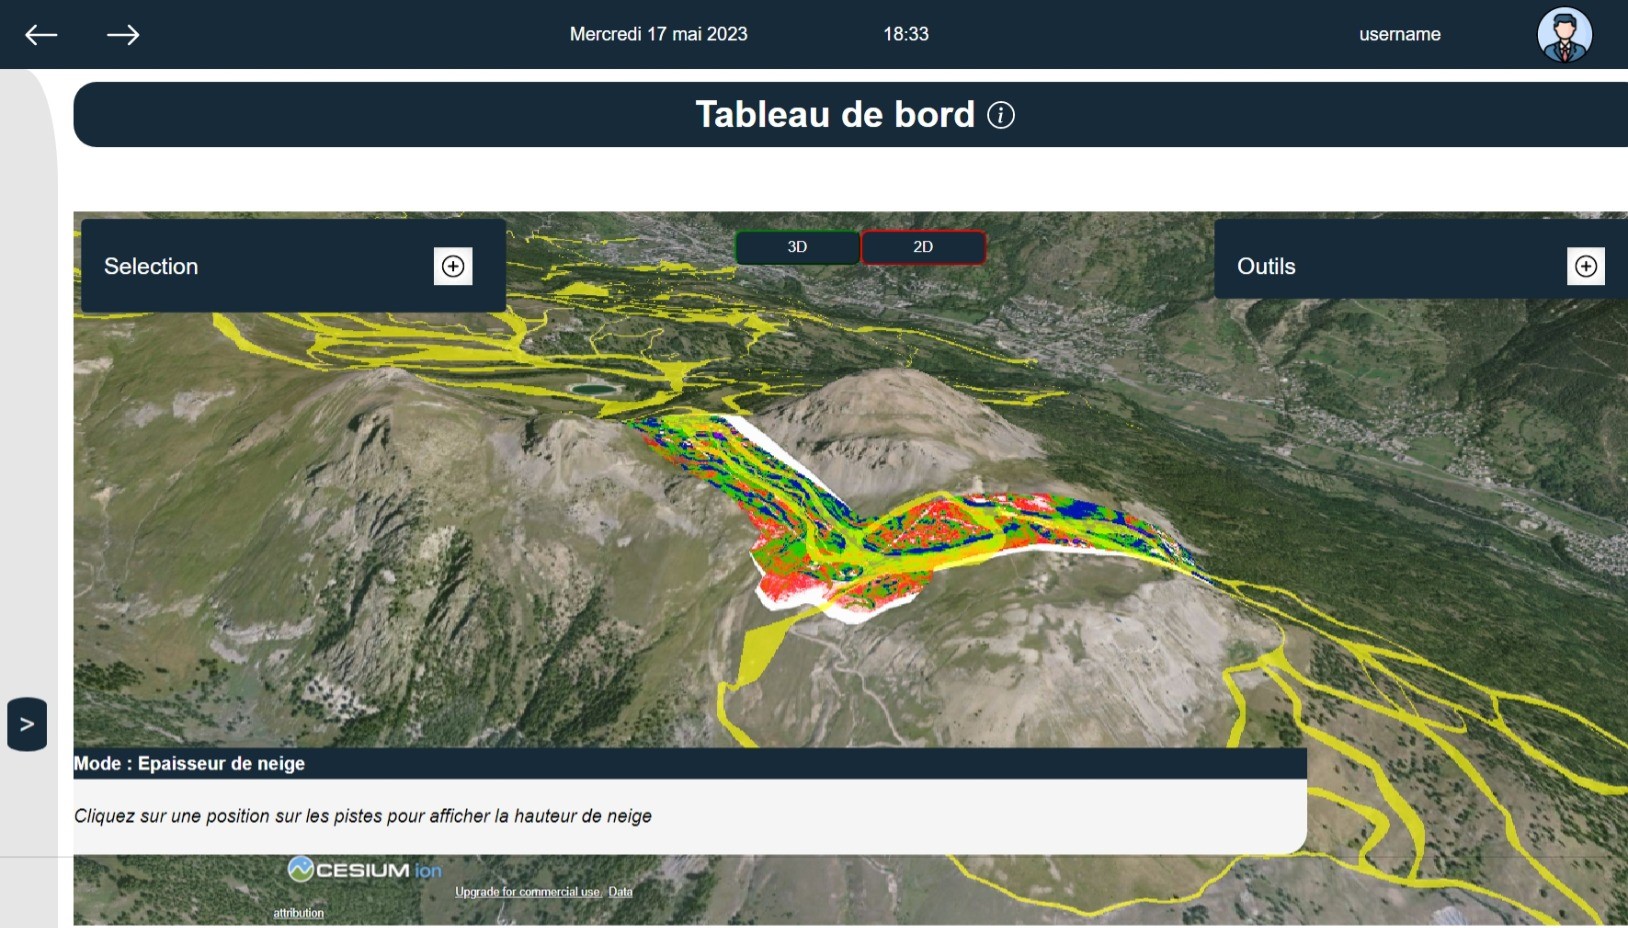 Mercredi 17 mai 2023 18:33 username
Tableau de bord i
Selection
3D 2D
Outils
>
Mode : Epaisseur de neige
Cliquez sur une position sur les pistes pour afficher la hauteur de neige
CESIUM ion
Upgrade for commercial use. Data
attribution